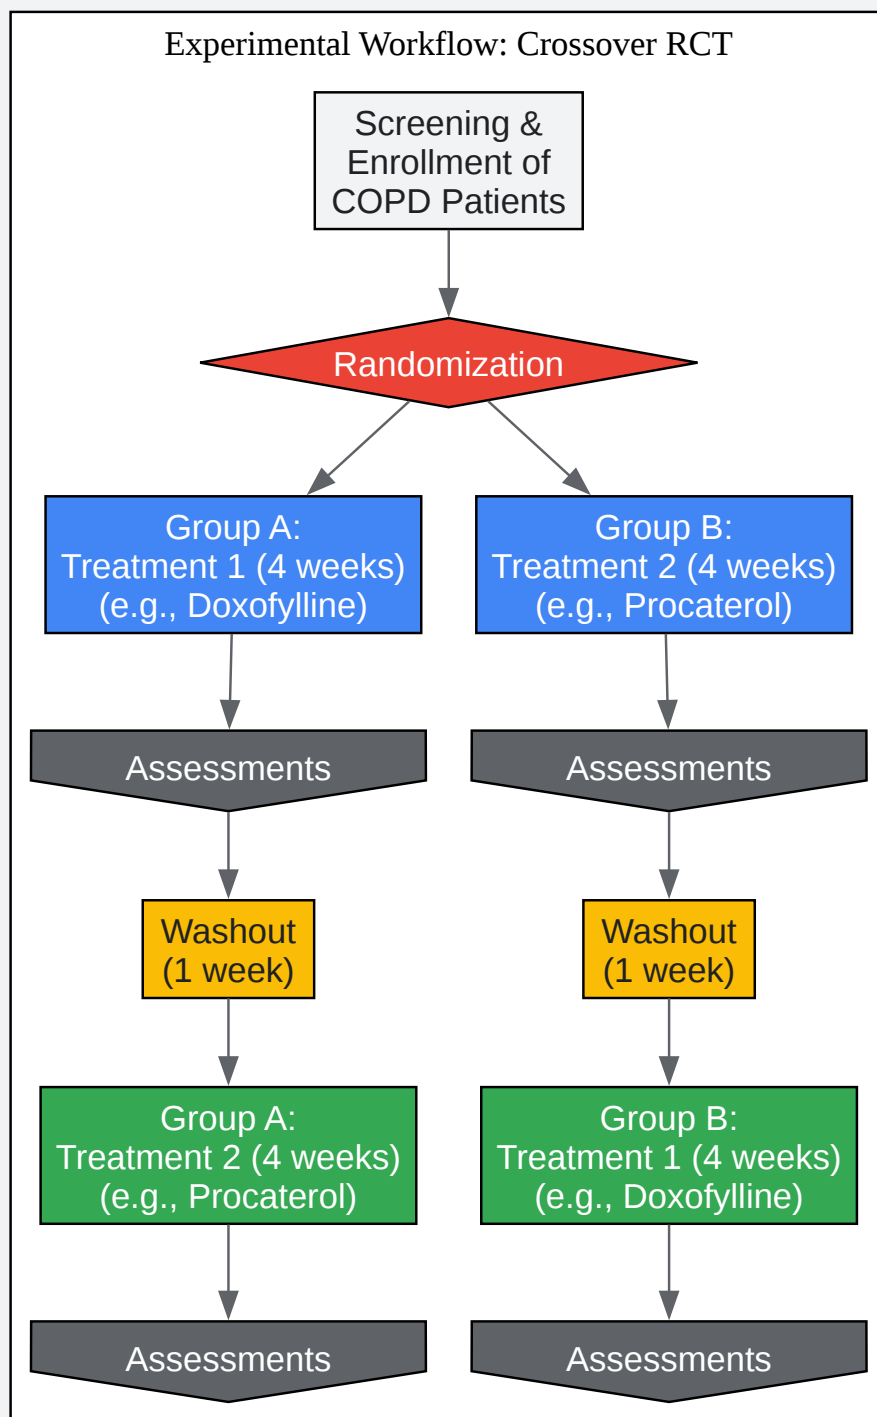 Experimental Workflow: Crossover RCT
Screening &
Enrollment of
COPD Patients
Randomization
Group A:
Treatment 1 (4 weeks)
(e.g., Doxofylline)
Group B:
Treatment 2 (4 weeks)
(e.g., Procaterol)
Assessments
Assessments
Washout
(1 week)
Washout
(1 week)
Group A:
Treatment 2 (4 weeks)
(e.g., Procaterol)
Group B:
Treatment 1 (4 weeks)
(e.g., Doxofylline)
Assessments
Assessments